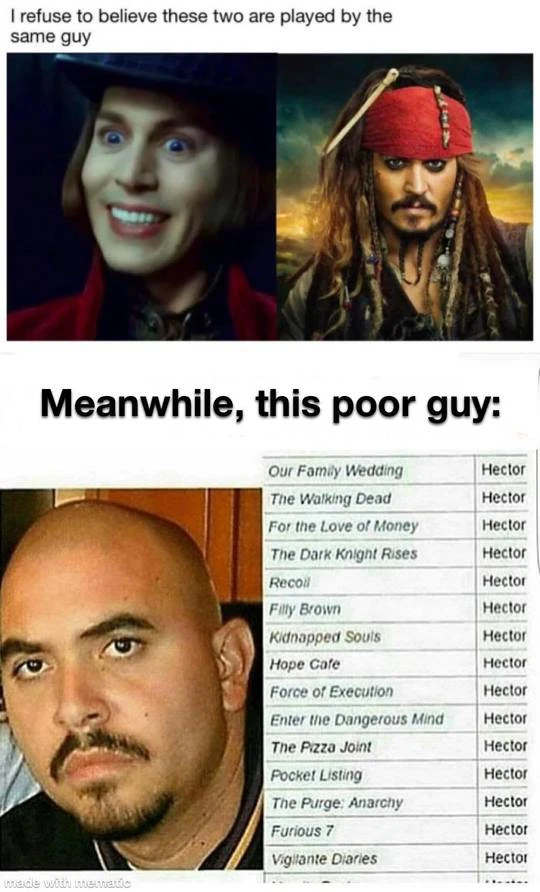 I refuse to believe these two are played by the
same guy
Meanwhile, this poor guy:
Our Family Wedding Hector
The Walking Dead Hector
For the Love of Money Hector
The Dark Knight Rises Hector
Recoil Hector
Filly Brown Hector
Kidnapped Souls Hector
Hope Cafe Hector
Force of Execution Hector
Enter the Dangerous Mind Hector
The Pizza Joint Hector
Pocket Listing Hector
The Purge: Anarchy Hector
Furious 7 Hector
Vigilante Diaries Hector
made with mematic